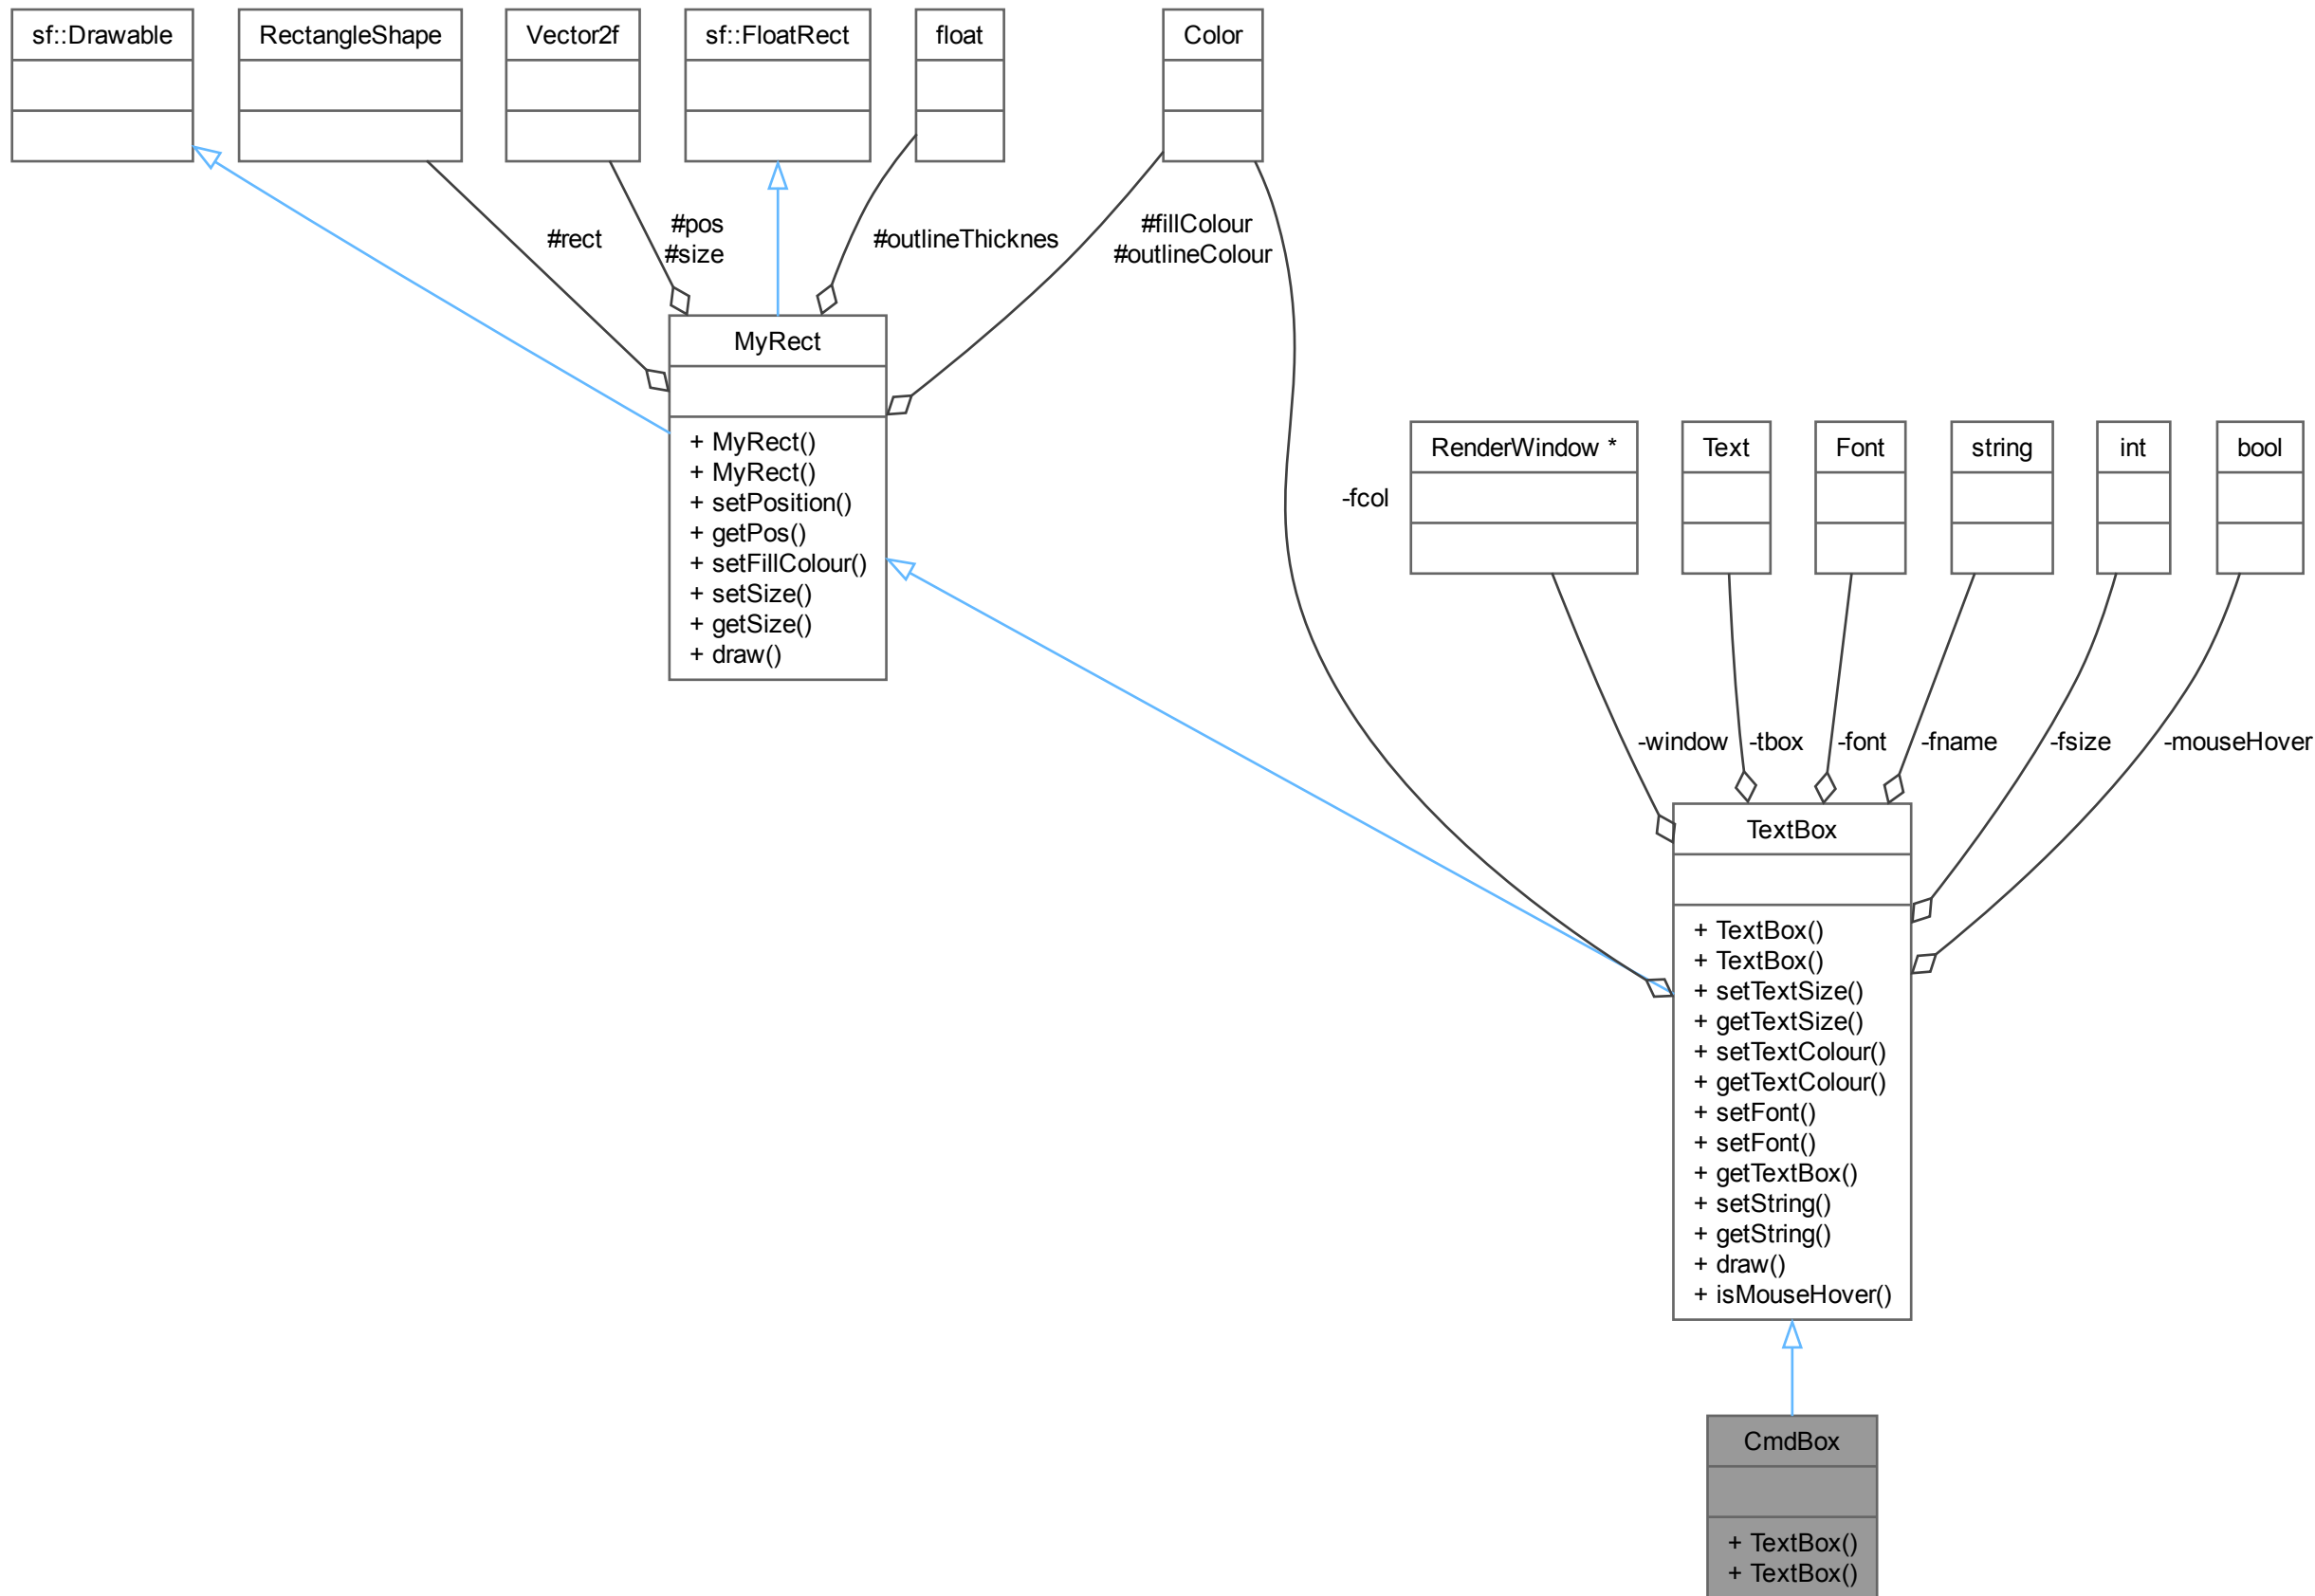 sf::Drawable
RectangleShape
Vector2f
sf::FloatRect
float
Color
#rect
#pos
#size
#outlineThicknes
#fillColour
#outlineColour
MyRect
+ MyRect()
+ MyRect()
+ setPosition()
+ getPos()
+ setFillColour()
+ setSize()
+ getSize()
+ draw()
-fcol
RenderWindow *
Text
Font
string
int
bool
-window
-tbox
-font
-fname
-fsize
-mouseHover
TextBox
+ TextBox()
+ TextBox()
+ setTextSize()
+ getTextSize()
+ setTextColour()
+ getTextColour()
+ setFont()
+ setFont()
+ getTextBox()
+ setString()
+ getString()
+ draw()
+ isMouseHover()
CmdBox
+ TextBox()
+ TextBox()